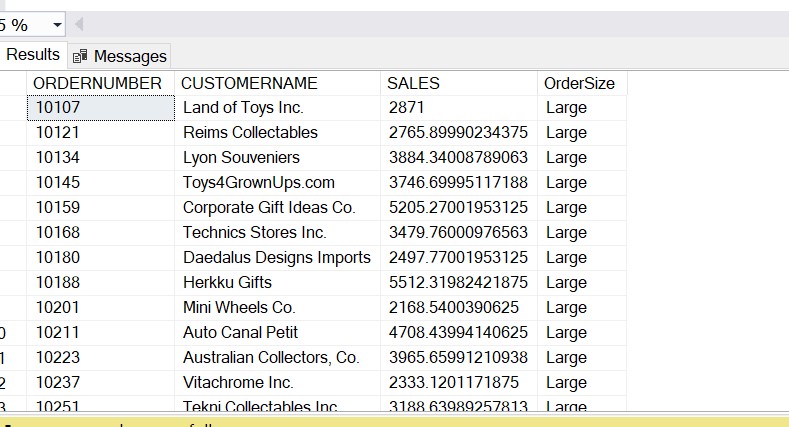 5 %
Results Messages
ORDERNUMBER CUSTOMERNAME SALES OrderSize
10107 Land of Toys Inc. 2871 Large
10121 Reims Collectables 2765.89990234375 Large
10134 Lyon Souveniers 3884.34008789063 Large
10145 Toys4GrownUps.com 3746.69995117188 Large
10159 Corporate Gift Ideas Co. 5205.27001953125 Large
10168 Technics Stores Inc. 3479.76000976563 Large
10180 Daedalus Designs Imports 2497.77001953125 Large
10188 Herkku Gifts 5512.31982421875 Large
10201 Mini Wheels Co. 2168.5400390625 Large
0 10211 Auto Canal Petit 4708.43994140625 Large
1 10223 Australian Collectors, Co. 3965.65991210938 Large
2 10237 Vitachrome Inc. 2333.1201171875 Large
3 10251 Tekni Collectables Inc. 3188.63989257813 Large